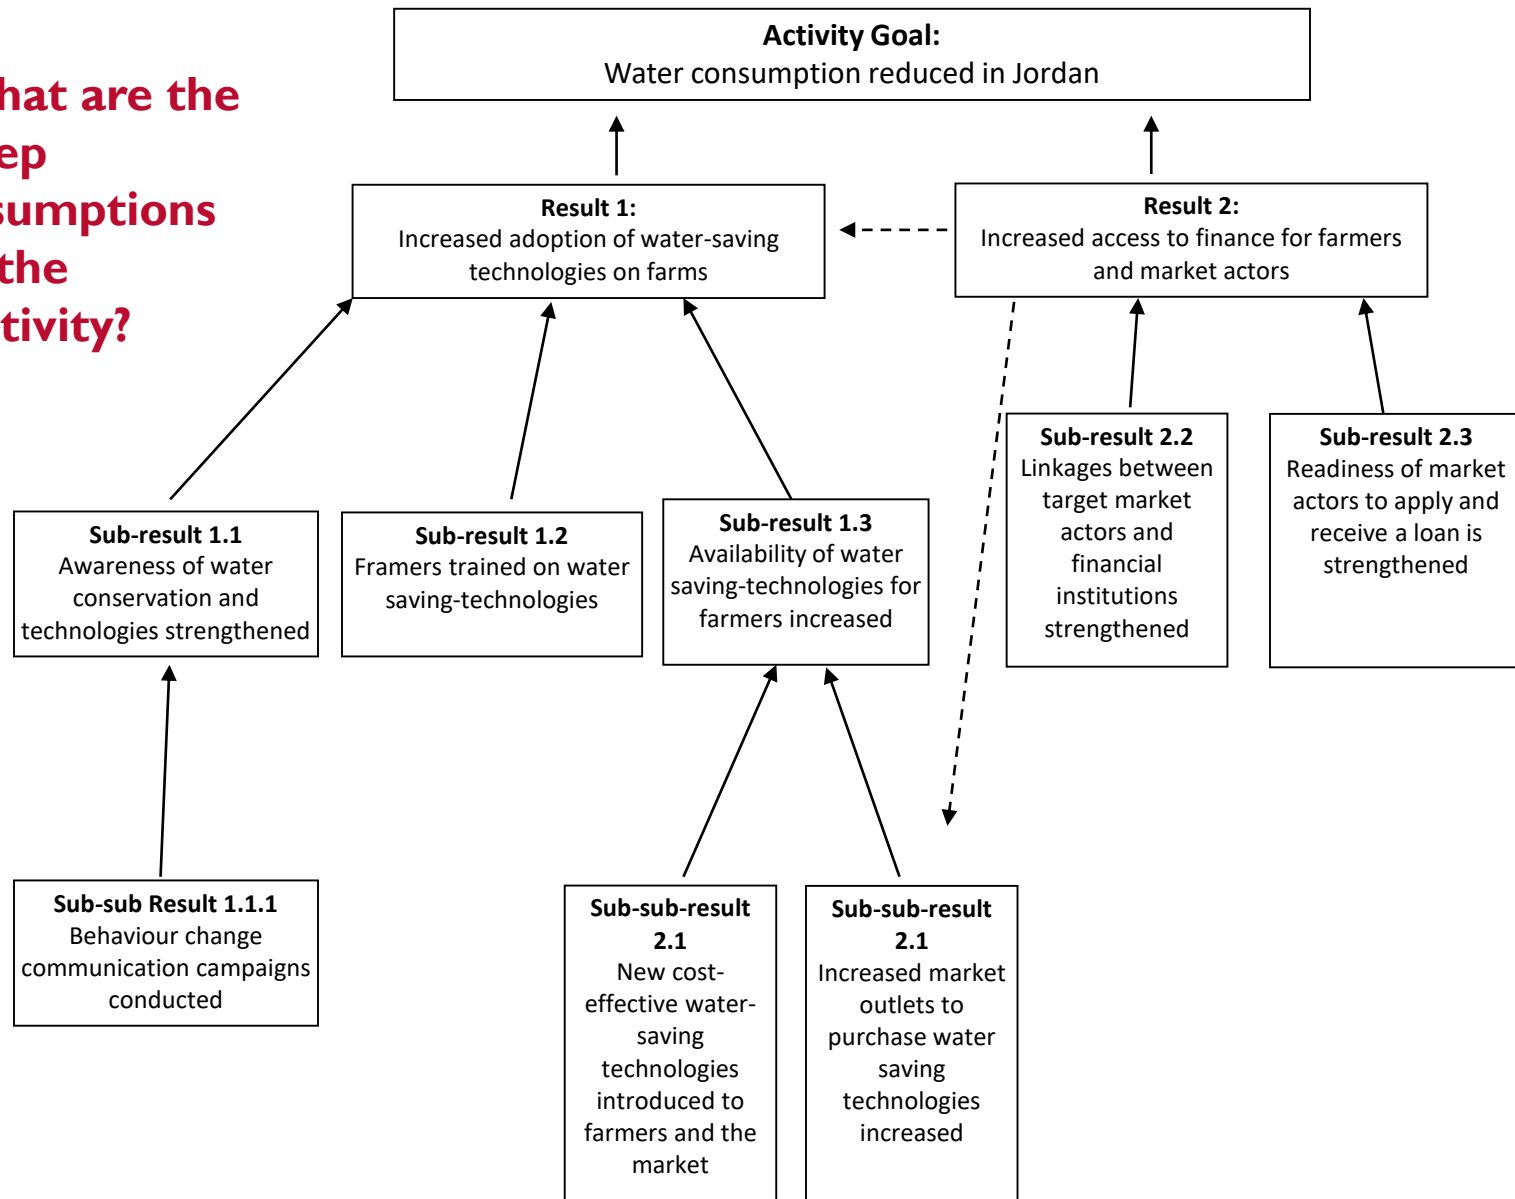 hat are the
ep
sumptions
the
tivity?
Activity Goal:
Water consumption reduced in Jordan
Result 1:
Increased adoption of water-saving
technologies on farms
Result 2:
Increased access to finance for farmers
and market actors
Sub-result 1.1
Awareness of water
conservation and
technologies strengthened
Sub-result 1.2
Framers trained on water
saving-technologies
Sub-result 1.3
Availability of water
saving-technologies for
farmers increased
Sub-result 2.2
Linkages between
target market
actors and
financial
institutions
strengthened
Sub-result 2.3
Readiness of market
actors to apply and
receive a loan is
strengthened
Sub-sub Result 1.1.1
Behaviour change
communication campaigns
conducted
Sub-sub-result
2.1
New cost-
effective water-
saving
technologies
introduced to
farmers and the
market
Sub-sub-result
2.1
Increased market
outlets to
purchase water
saving
technologies
increased